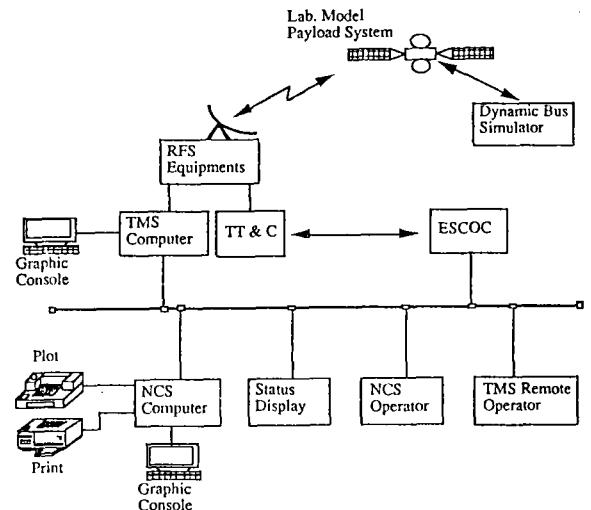 Lab. Model
Payload System
Dynamic Bus
Simulator
RFS
Equipments
TMS
Computer
TT & C
ESCOC
Graphic
Console
Plot
NCS
Computer
Status
Display
NCS
Operator
TMS Remote
Operator
Print
Graphic
Console